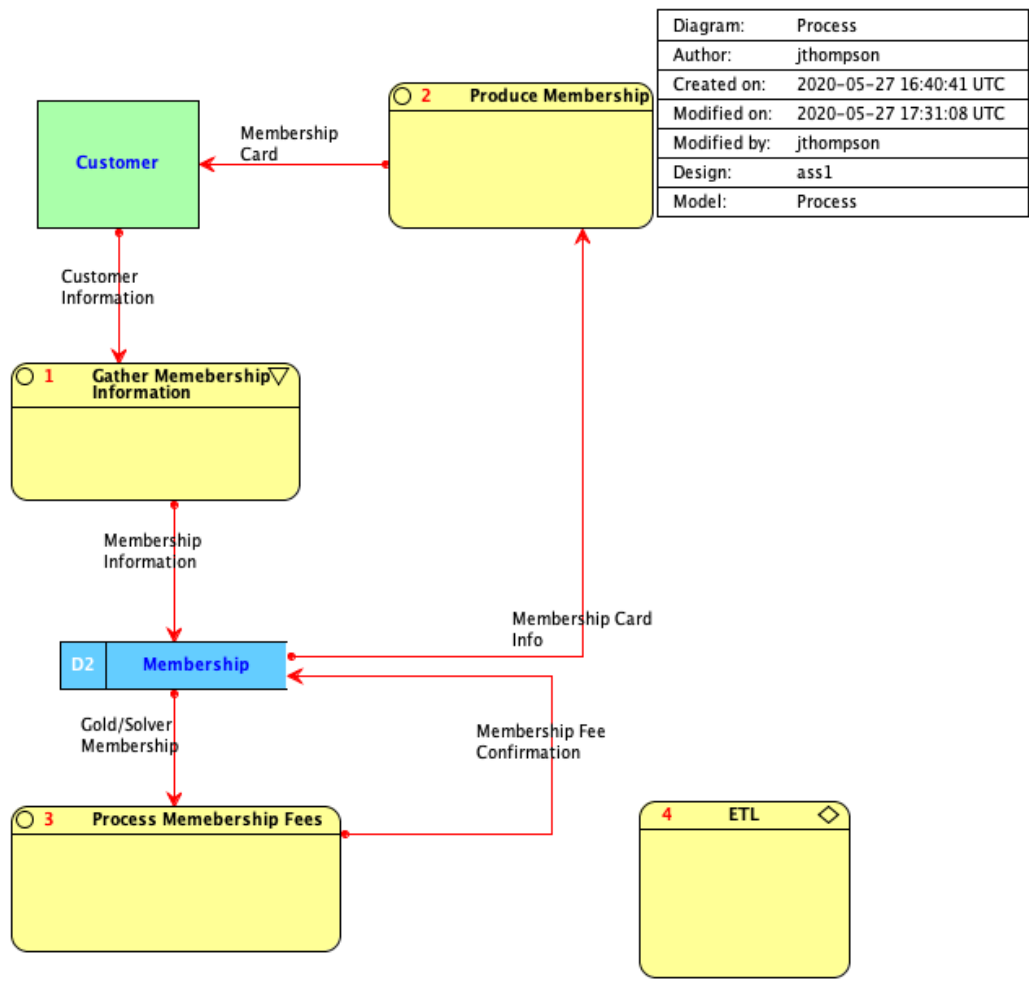 Diagram: Process
Author: jthompson
Created on: 2020-05-27 16:40:41 UTC
Modified on: 2020-05-27 17:31:08 UTC
Modified by: jthompson
Design: ass1
Model: Process
2 Produce Membership
Membership
Card
Customer
Customer
Information
1 Gather Memebership
Information
Membership
Information
Membership Card
Info
D2 Membership
Gold/Solver
Membership
Membership Fee
Confirmation
3 Process Memebership Fees
4 ETL